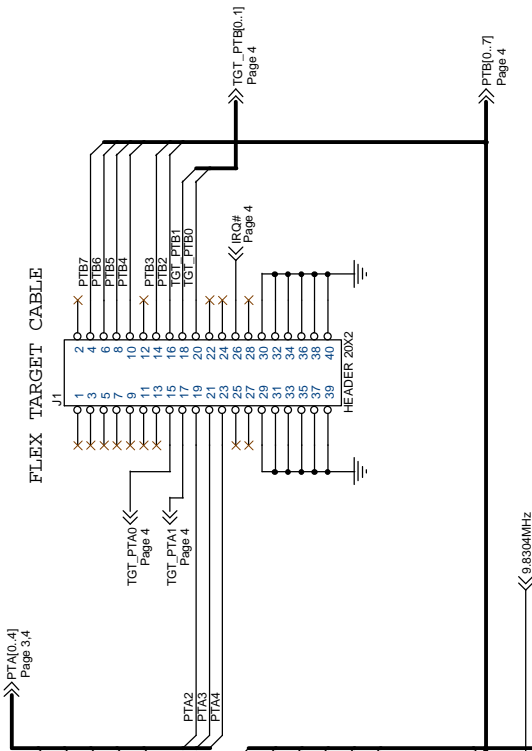 FLEX TARGET CABLE
J1
1
3
5
7
9
11
13
15
17
19
21
23
25
27
29
31
33
35
37
39
2
4
6
8
10
12
14
16
18
20
22
24
26
28
30
32
34
36
38
40
HEADER 20X2
PTB7
PTB6
PTB5
PTB4
PTB3
PTB2
TGT_PTB1
TGT_PTB0
TGT_PTB[0..1]
Page 4
PTB[0..7]
Page 4
IRQ#
Page 4
TGT_PTA0
Page 4
TGT_PTA1
Page 4
PTA[0..4]
Page 3,4
PTA2
PTA3
PTA4
9.8304MHz